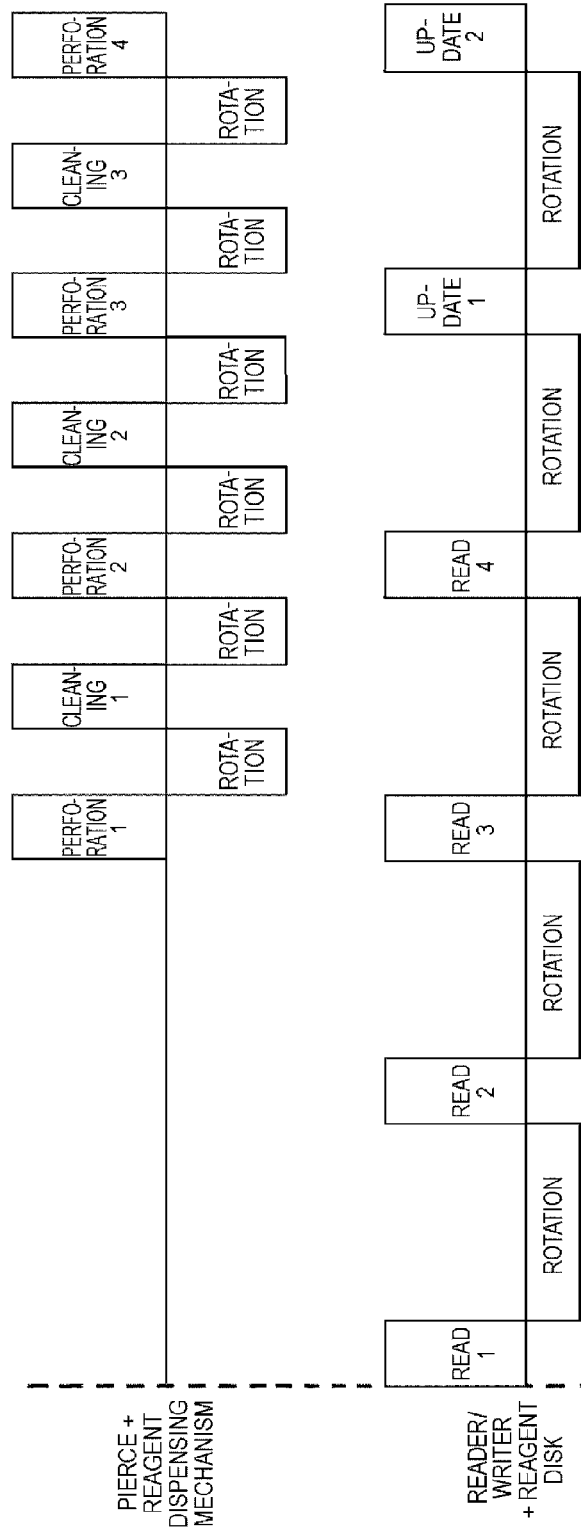 PIERCE +
REAGENT
DISPENSING
MECHANISM
PERFO-
RATION
1
ROTA-
TION
CLEAN-
ING
1
ROTA-
TION
PERFO-
RATION
2
ROTA-
TION
CLEAN-
ING
2
ROTA-
TION
PERFO-
RATION
3
ROTA-
TION
CLEAN-
ING
3
ROTA-
TION
PERFO-
RATION
4
READER/
WRITER
+ REAGENT
DISK
READ
1
ROTATION
READ
2
ROTATION
READ
3
ROTATION
READ
4
ROTATION
UP-
DATE
1
ROTATION
UP-
DATE
2